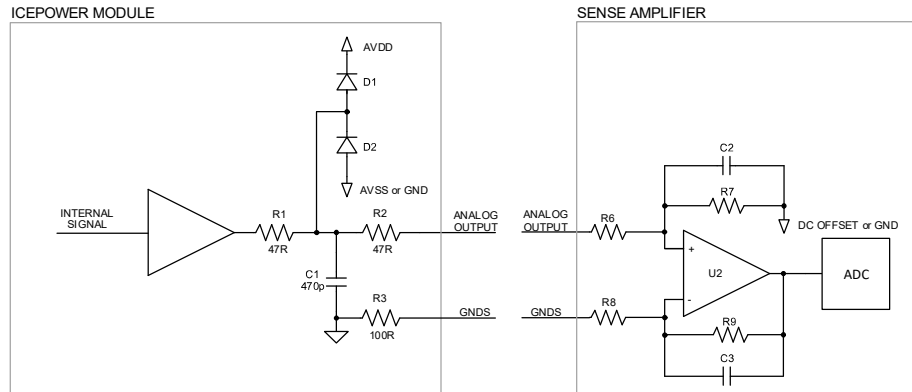 ICEPOWER MODULE
SENSE AMPLIFIER
AVDD
D1
D2
AVSS or GND
INTERNAL
SIGNAL
R1
47R
R2
47R
ANALOG
OUTPUT
C1
470p
R3
100R
GNDS
ANALOG
OUTPUT
R6
C2
R7
DC OFFSET or GND
+
U2
-
ADC
GNDS
R8
R9
C3